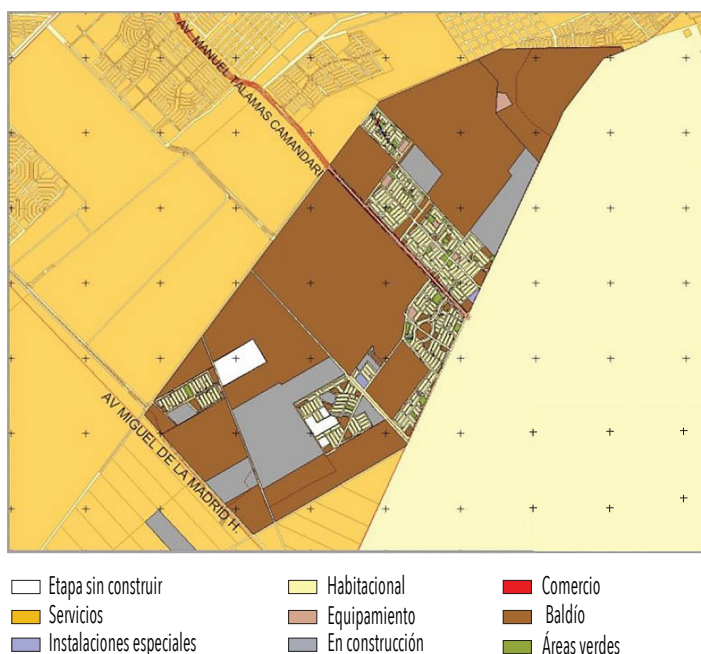 AV. MANUEL TALAMAS CAMANDARI
AV MIGUEL DE LA MADRID H.
Etapa sin construir
Servicios
Instalaciones especiales
Habitacional
Equipamiento
En construcción
Comercio
Baldío
Áreas verdes